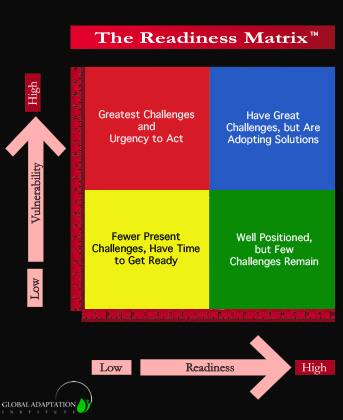 The Readiness Matrix™
High
Vulnerability
Low
Greatest Challenges
and
Urgency to Act
Have Great
Challenges, but Are
Adopting Solutions
Fewer Present
Challenges, Have Time
to Get Ready
Well Positioned,
but Few
Challenges Remain
Low
Readiness
High
GLOBAL ADAPTATION
INSTITUTE